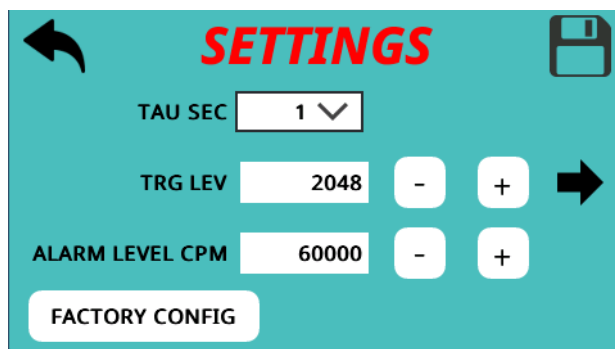 SETTINGS
TAU SEC 1
TRG LEV 2048 - +
ALARM LEVEL CPM 60000 - +
FACTORY CONFIG